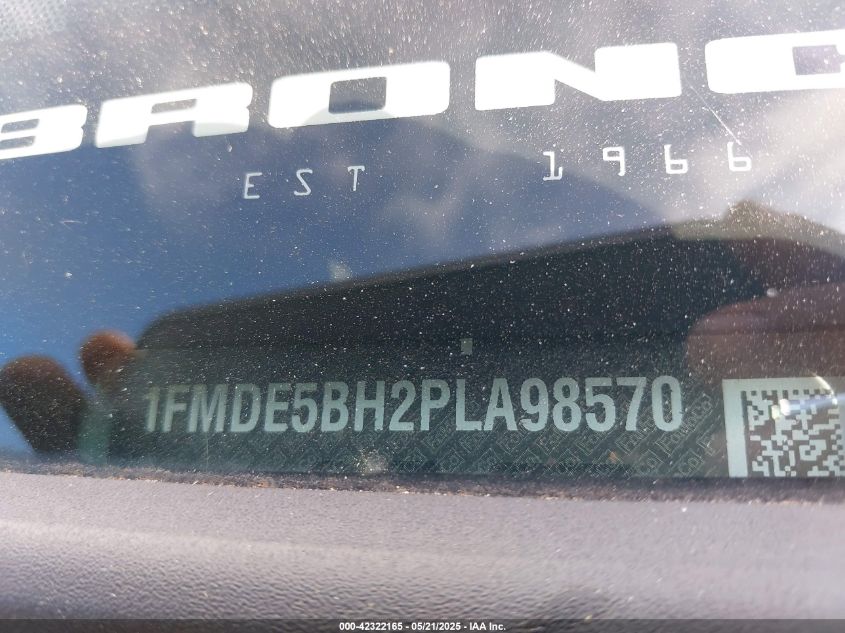 BRONC
EST 1966
1FMDE5BH2PLA98570
000-42322165 - 05/21/2025 - IAA Inc.